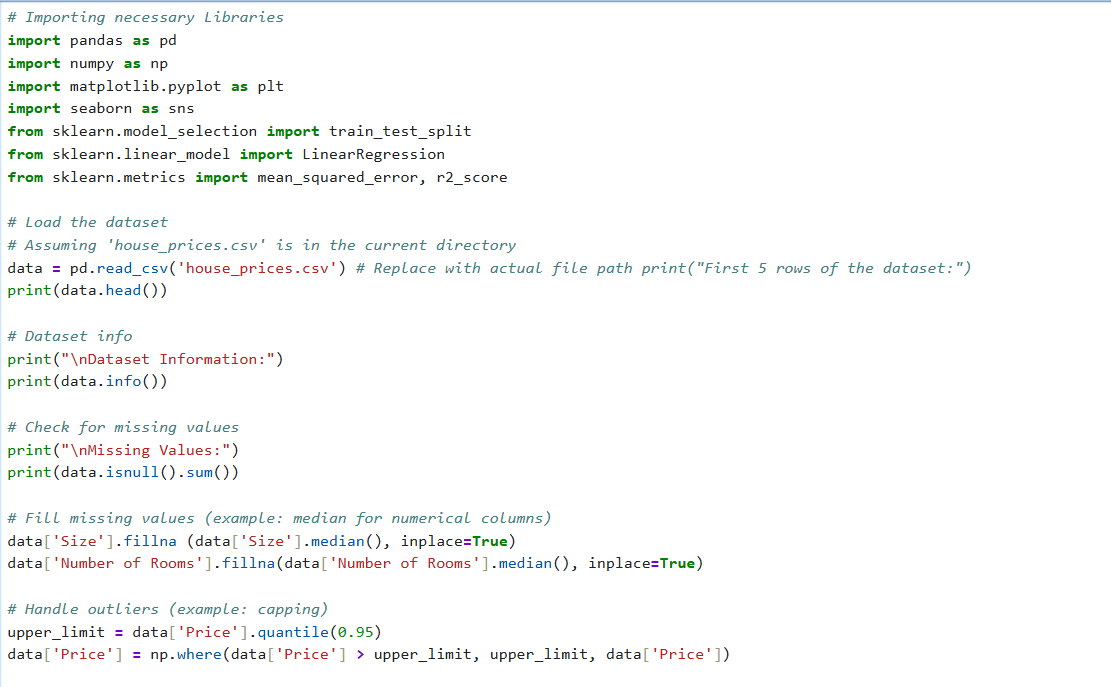 # Importing necessary Libraries
import pandas as pd
import numpy as np
import matplotlib.pyplot as plt
import seaborn as sns
from sklearn.model_selection import train_test_split
from sklearn.linear_model import LinearRegression
from sklearn.metrics import mean_squared_error, r2_score
# Load the dataset
# Assuming 'house_prices.csv' is in the current directory
data = pd.read_csv('house_prices.csv') # Replace with actual file path print("First 5 rows of the dataset:")
print(data.head())
# Dataset info
print("\nDataset Information:")
print(data.info())
# Check for missing values
print("\nMissing Values:")
print(data.isnull().sum())
# Fill missing values (example: median for numerical columns)
data['Size'].fillna (data['Size'].median(), inplace=True)
data['Number of Rooms'].fillna(data['Number of Rooms'].median(), inplace=True)
# Handle outliers (example: capping)
upper_limit = data['Price'].quantile(0.95)
data['Price'] = np.where(data['Price'] > upper_limit, upper_limit, data['Price'])